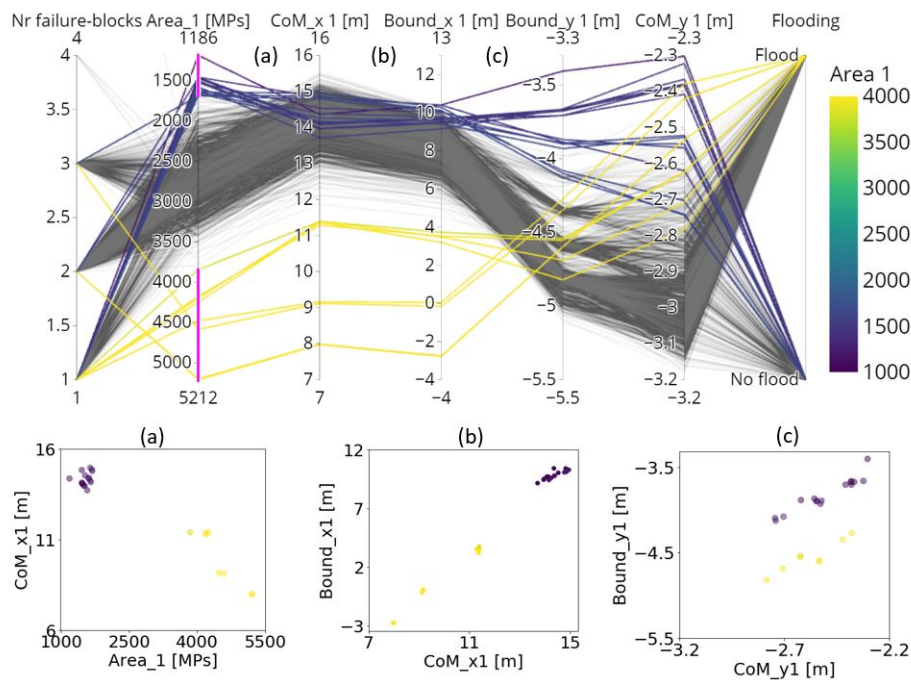 Nr failure-blocks Area_1 [MPs] CoM_x 1 [m] Bound_x 1 [m] Bound_y 1 [m] CoM_y 1 [m] Flooding
4 1186 16 13 −3.3 −2.3
(a) (b) (c)
4 3.5 3 2.5 2 1.5 1
1500 2000 2500 3000 3500 4000 4500 5000
16 15 14 13 12 11 10 9 8 7
12 10 8 6 4 2 0 −2 −4
−3.5 −4 −4.5 −5 −5.5
−2.3 −2.4 −2.5 −2.6 −2.7 −2.8 −2.9 −3 −3.1 −3.2
Flood
No flood
1 5212 7 −4 −5.5 −3.2
Area 1
4000
3500
3000
2500
2000
1500
1000
(a)
CoM_x1 [m]
16
11
6
1000 2500 4000 5500
Area_1 [MPs]
(b)
Bound_x1 [m]
12
7
2
−3
7 11 15
CoM_x1 [m]
(c)
Bound_y1 [m]
−3.5
−4.5
−5.5
−3.2 −2.7 −2.2
CoM_y1 [m]